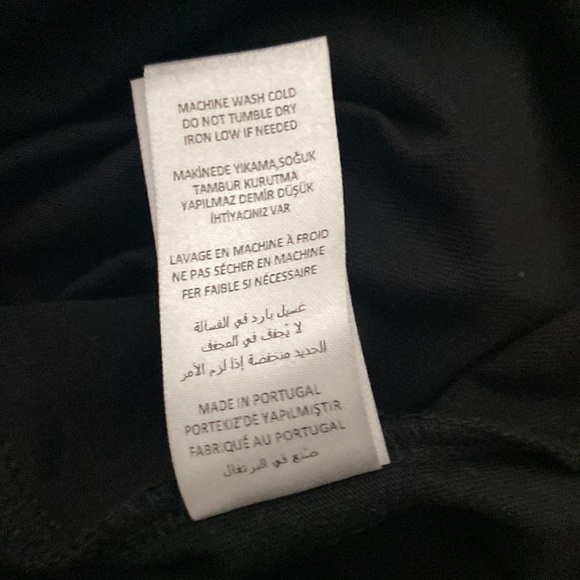 MACHINE WASH COLD
DO NOT TUMBLE DRY
IRON LOW IF NEEDED
MAKİNEDE YIKAMA,SOĞUK
TAMBUR KURUTMA
YAPILMAZ DEMİR DÜŞÜK
İHTİYACINIZ VAR
LAVAGE EN MACHINE À FROID
NE PAS SÉCHER EN MACHINE
FER FAIBLE SI NÉCESSAIRE
غسيل بارد في الغسالة
لا يُجفف في المجفف
الحديد منخفضة إذا لزم الأمر
MADE IN PORTUGAL
PORTEKIZ'DE YAPILMIŞTIR
FABRIQUÉ AU PORTUGAL
صنع في البرتغال